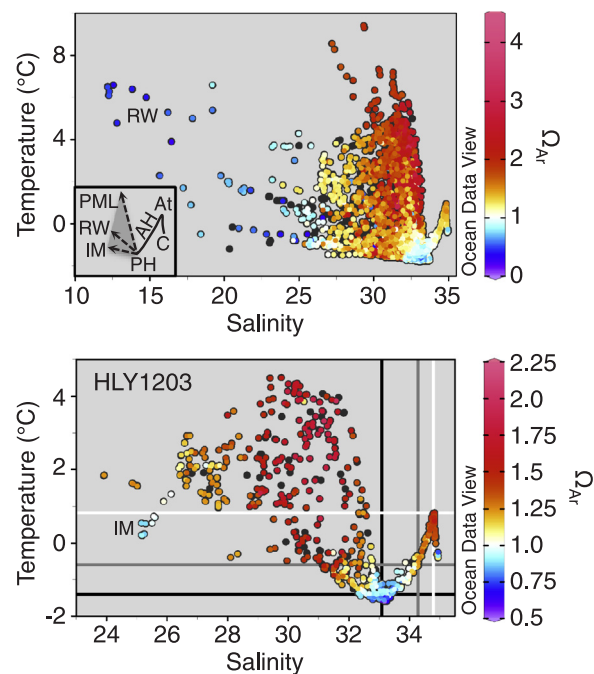 Temperature (°C)
8
4
0
RW
PML
At
AH
RW
IM
C
PH
10
15
20
25
30
35
Salinity
Ocean Data View
4
3
2
1
0
ΩAr
HLY1203
Temperature (°C)
4
2
0
-2
IM
24
26
28
30
32
34
Salinity
Ocean Data View
2.25
2.0
1.75
1.5
1.25
1.0
0.75
0.5
ΩAr